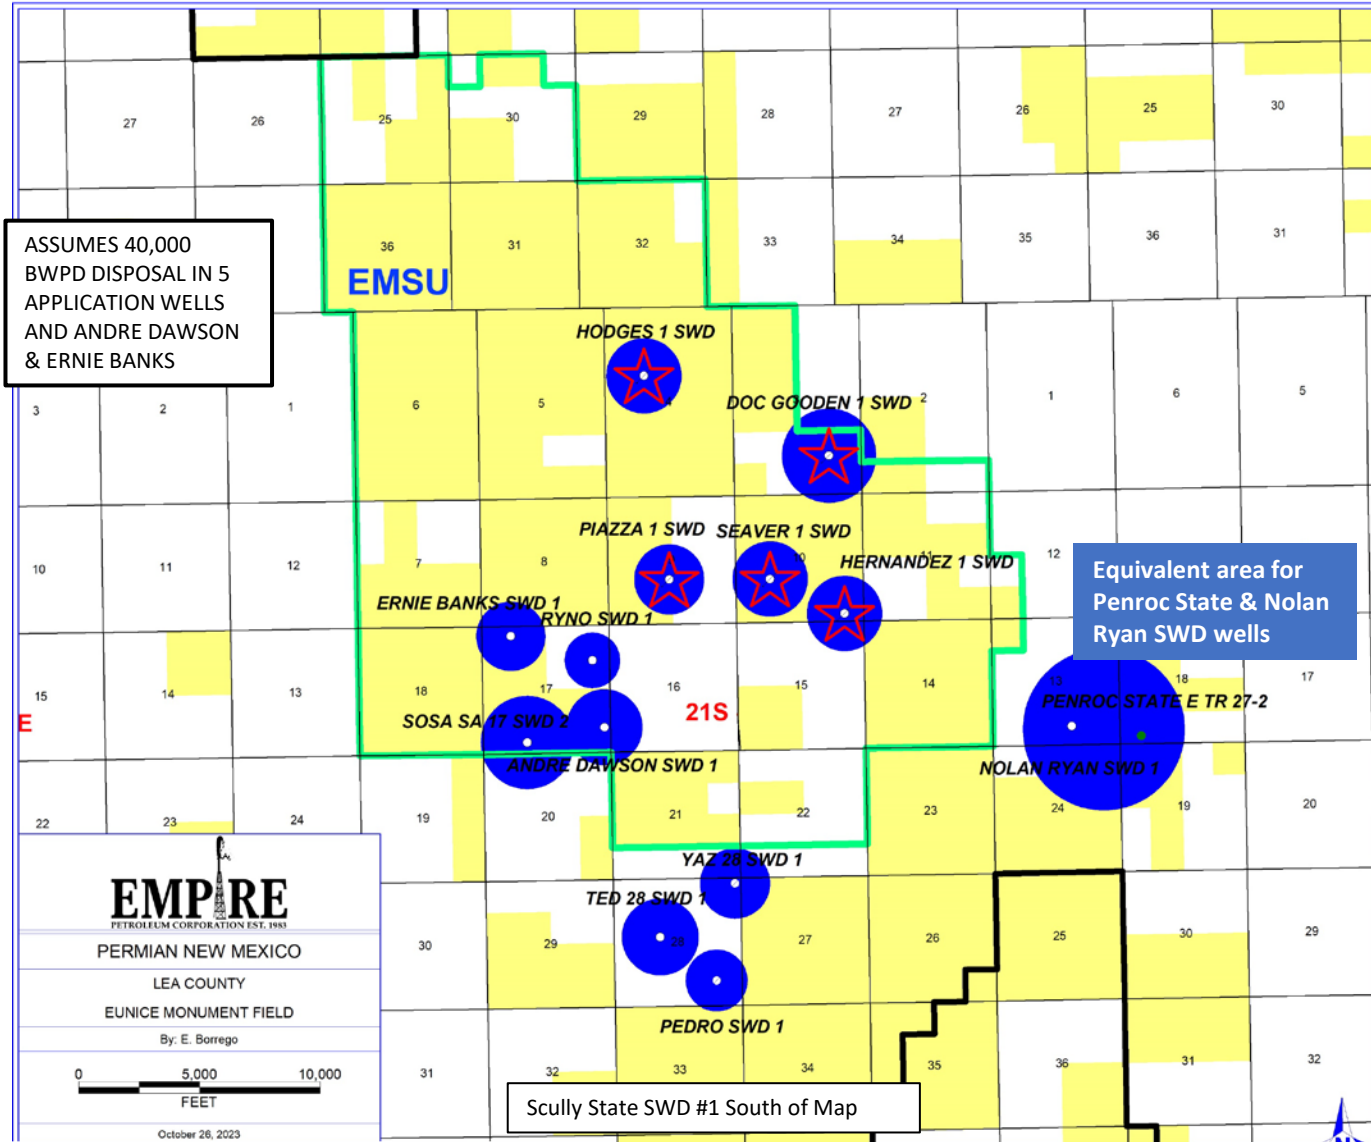 27
26
25
30
29
28
27
26
25
30
36
31
32
33
34
35
36
31
ASSUMES 40,000
BWPD DISPOSAL IN 5
APPLICATION WELLS
AND ANDRE DAWSON
& ERNIE BANKS
EMSU
HODGES 1 SWD
DOC GOODEN 1 SWD
3
2
1
6
5
4
2
1
6
5
PIAZZA 1 SWD
SEAVER 1 SWD
HERNANDEZ 1 SWD
10
11
12
7
8
10
11
12
Equivalent area for
Penroc State & Nolan
Ryan SWD wells
ERNIE BANKS SWD 1
RYNO SWD 1
15
14
13
18
17
16
15
14
13
18
17
E
21S
SOSA SA 17 SWD 2
PENROC STATE E TR 27-2
ANDRE DAWSON SWD 1
NOLAN RYAN SWD 1
22
23
24
19
20
21
22
23
24
19
20
YAZ 28 SWD 1
TED 28 SWD 1
30
29
28
27
26
25
30
29
PEDRO SWD 1
31
32
33
34
35
36
31
32
EMPIRE
PETROLEUM CORPORATION EST. 1983
PERMIAN NEW MEXICO
LEA COUNTY
EUNICE MONUMENT FIELD
By: E. Borrego
0 5,000 10,000
FEET
October 26, 2023
Scully State SWD #1 South of Map